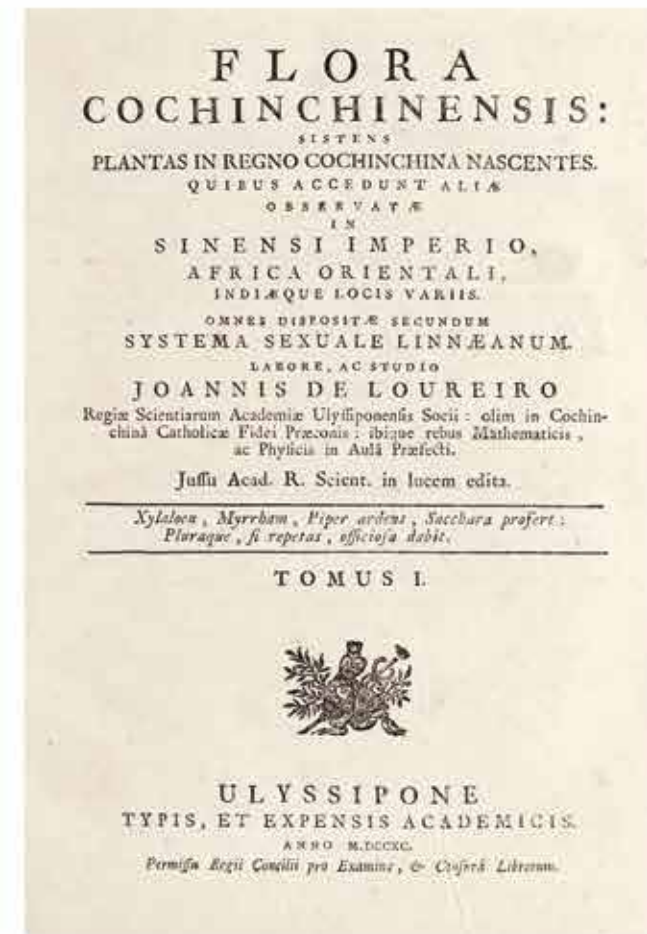 FLORA
COCHINCHINENSIS:
SISTENS
PLANTAS IN REGNO COCHINCHINA NASCENTES.
QUIBUS ACCEDUNT ALIÆ
OBSERVATÆ
IN
SINENSI IMPERIO,
AFRICA ORIENTALI,
INDIÆQUE LOCIS VARIIS.
OMNES DISPOSITÆ SECUNDUM
SYSTEMA SEXUALE LINNÆANUM.
LABORE, AC STUDIO
JOANNIS DE LOUREIRO
Regiæ Scientiarum Academiæ Ulyſſiponenſis Socii : olim in Cochin-
chinâ Catholicæ Fidei Præconis : ibique rebus Mathematicis ,
ac Phyſicis in Aulâ Præfecti.
Juſſu Acad. R. Scient. in lucem edita.
Xylaloen , Myrrham , Piper ardens , Sacchara profert ;
Pluraque , ſi repetas , officioſa dabit.
TOMUS I.
ULYSSIPONE
TYPIS, ET EXPENSIS ACADEMICIS.
ANNO M.DCCXC.
Permiſſu Regii Concilii pro Examine , & Cenſurâ Librorum.